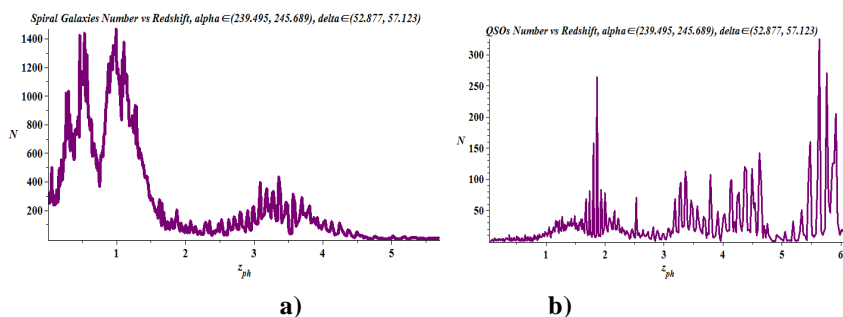 Spiral Galaxies Number vs Redshift, alpha∈(239.495, 245.689), delta∈(52.877, 57.123)
1400
1200
1000
800
N
600
400
200
1 2 3 4 5
z_ph
a)
QSOs Number vs Redshift, alpha∈(239.495, 245.689), delta∈(52.877, 57.123)
300
250
200
N
150
100
50
1 2 3 4 5 6
z_ph
b)